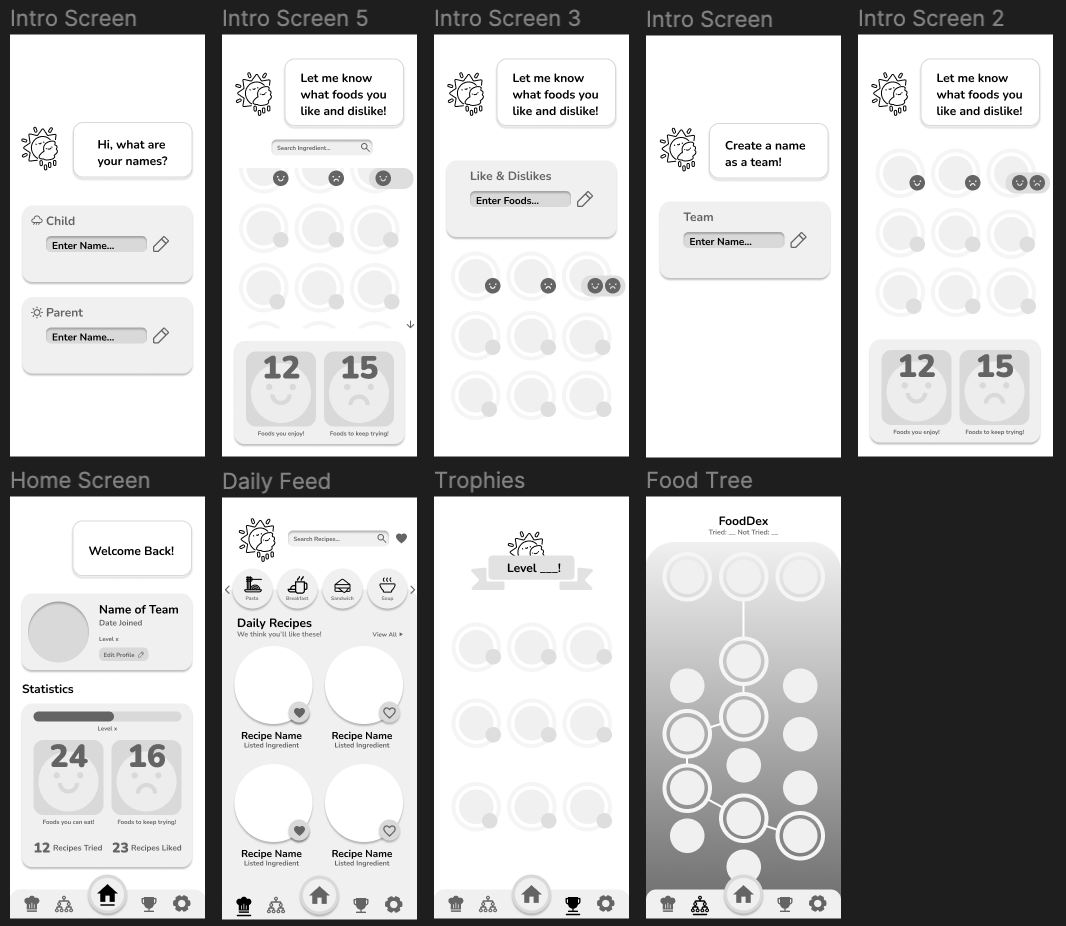 Intro Screen
Hi, what are
your names?
Child
Enter Name...
Parent
Enter Name...
Intro Screen 5
Let me know
what foods you
like and dislike!
Search Ingredient...
12
15
Foods you enjoy!
Foods to keep trying!
Intro Screen 3
Let me know
what foods you
like and dislike!
Like & Dislikes
Enter Foods...
Intro Screen
Create a name
as a team!
Team
Enter Name...
Intro Screen 2
Let me know
what foods you
like and dislike!
12
15
Foods you enjoy!
Foods to keep trying!
Home Screen
Welcome Back!
Name of Team
Date Joined
Level x
Edit Profile
Statistics
Level x
24
16
Foods you can eat!
Foods to keep trying!
12 Recipes Tried
23 Recipes Liked
Daily Feed
Search Recipes...
Pasta
Breakfast
Sandwich
Soup
Daily Recipes
We think you'll like these!
View All
Recipe Name
Listed Ingredient
Recipe Name
Listed Ingredient
Recipe Name
Listed Ingredient
Recipe Name
Listed Ingredient
Trophies
Level ___!
Food Tree
FoodDex
Tried: __ Not Tried: __